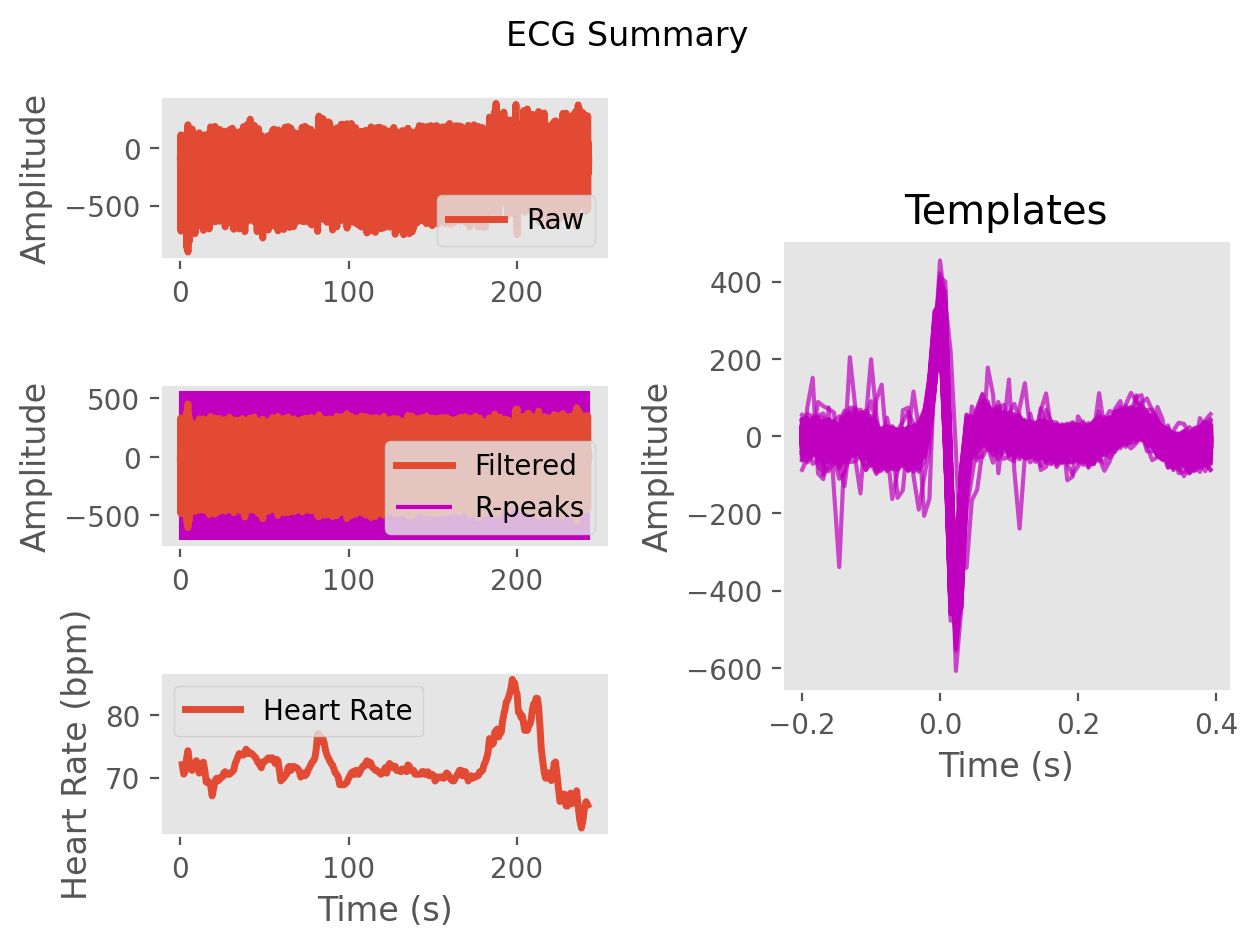 ECG Summary
Amplitude
0
−500
Raw
0 100 200
Amplitude
500
0
−500
Filtered
R-peaks
0 100 200
Heart Rate (bpm)
80
70
Heart Rate
0 100 200
Time (s)
Templates
Amplitude
400
200
0
−200
−400
−600
−0.2 0.0 0.2 0.4
Time (s)